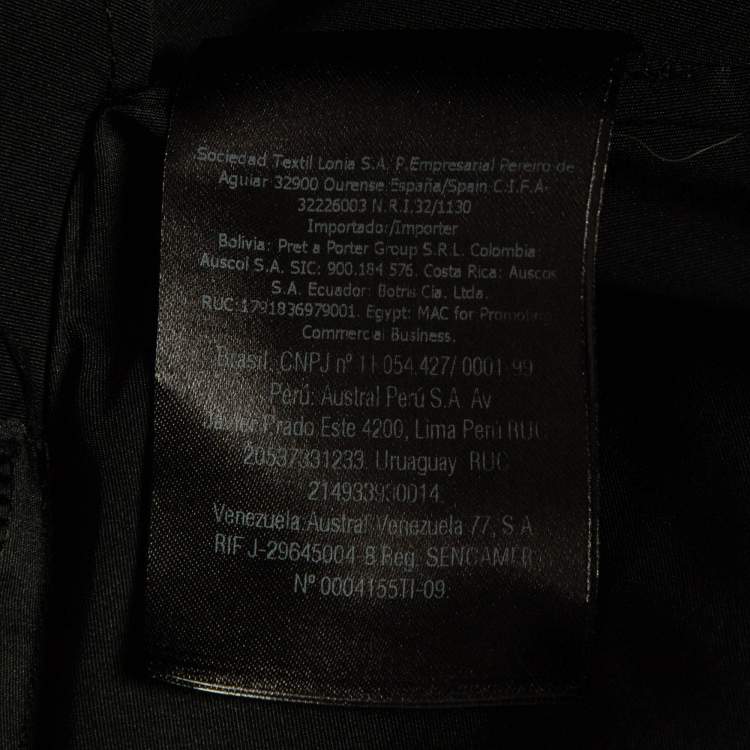 Sociedad Textil Lonia S.A. P.Empresarial Pereiro de
Aguiar 32900 Ourense España/Spain C.I.F.A-
32226003 N.R.I.32/1130
Importador/Importer
Bolivia: Pret a Porter Group S.R.L. Colombia
Auscol S.A. SIC: 900.184 576. Costa Rica: Auscos
S.A. Ecuador: Botris Cia. Ltda.
RUC:1791836979001. Egypt: MAC for Promoting
Commercial Business.
Brasil: CNPJ nº 11 054.427/ 0001-99
Perú: Austral Perú S.A Av
Javier Prado Este 4200, Lima Perú RUC
20537331233. Uruaguay RUC
214933930014.
Venezuela:Austral Venezuela 77, S.A
RIF J-29645004-8 Reg. SENCAMER
Nº 0004155TI-09.